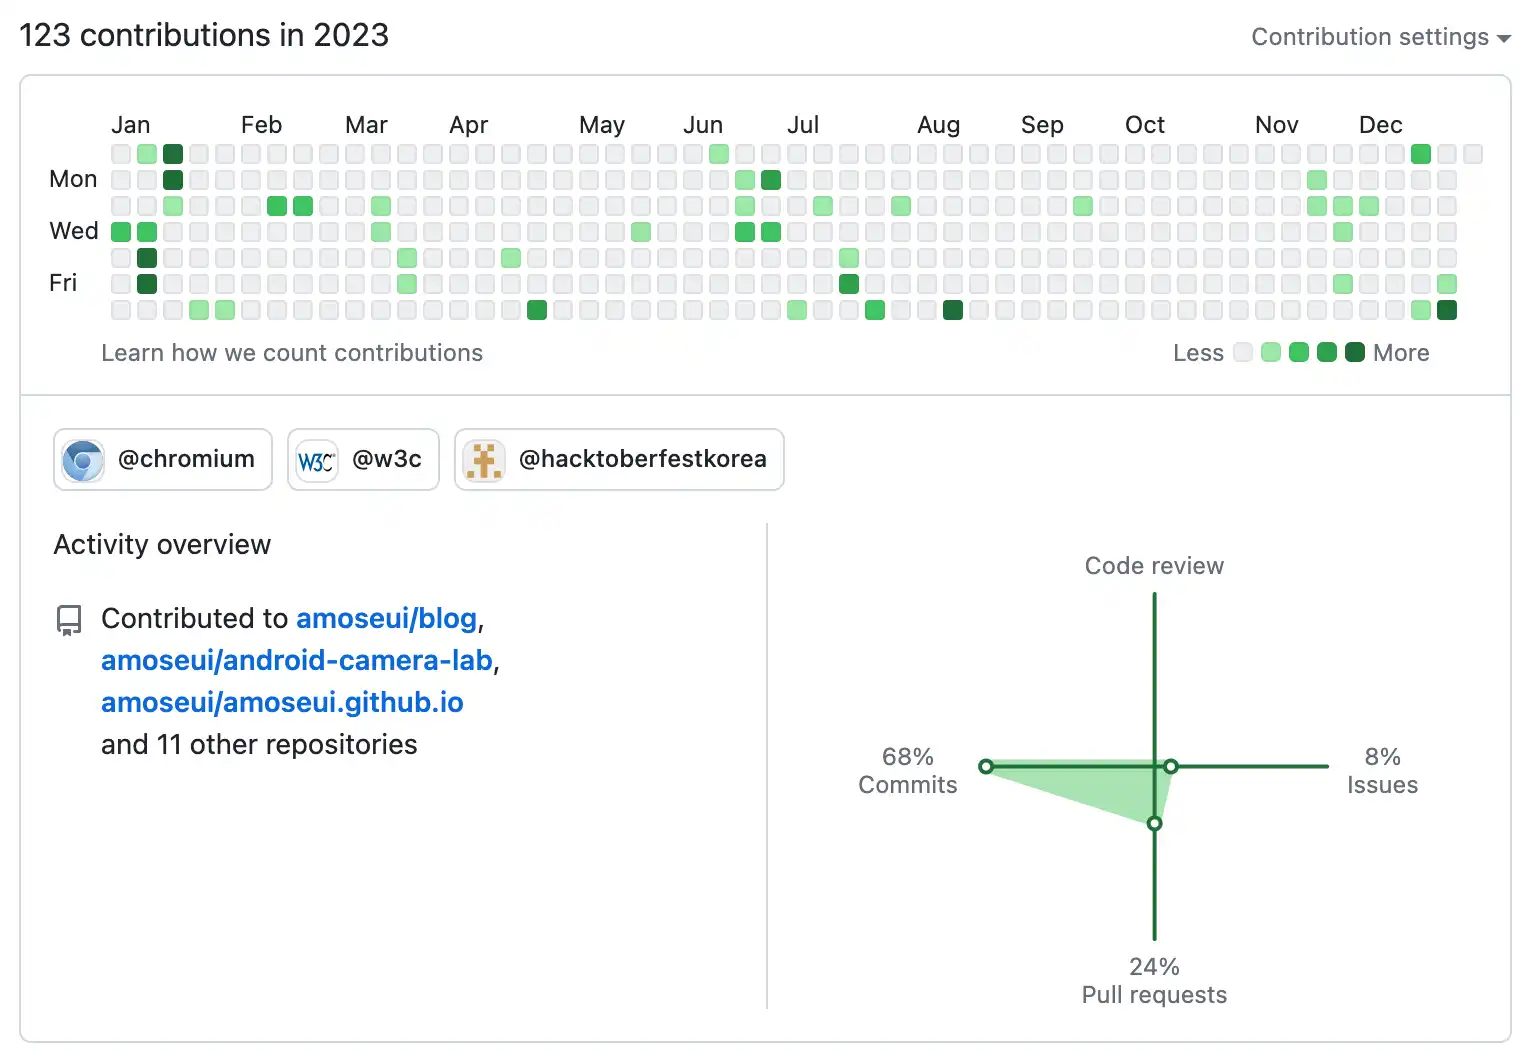 123 contributions in 2023
Contribution settings
Jan Feb Mar Apr May Jun Jul Aug Sep Oct Nov Dec
Mon
Wed
Fri
Learn how we count contributions
Less More
@chromium
W3C @w3c
@hacktoberfestkorea
Activity overview
Contributed to amoseui/blog,
amoseui/android-camera-lab,
amoseui/amoseui.github.io
and 11 other repositories
Code review
68%
Commits
8%
Issues
24%
Pull requests